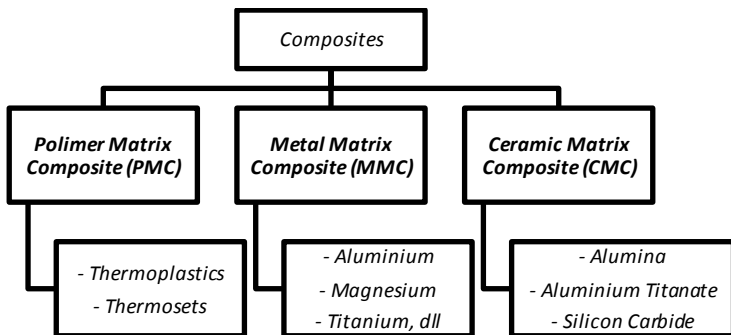 Composites
Polimer Matrix
Composite (PMC)
Metal Matrix
Composite (MMC)
Ceramic Matrix
Composite (CMC)
- Thermoplastics
- Thermosets
- Aluminium
- Magnesium
- Titanium, dll
- Alumina
- Aluminium Titanate
- Silicon Carbide